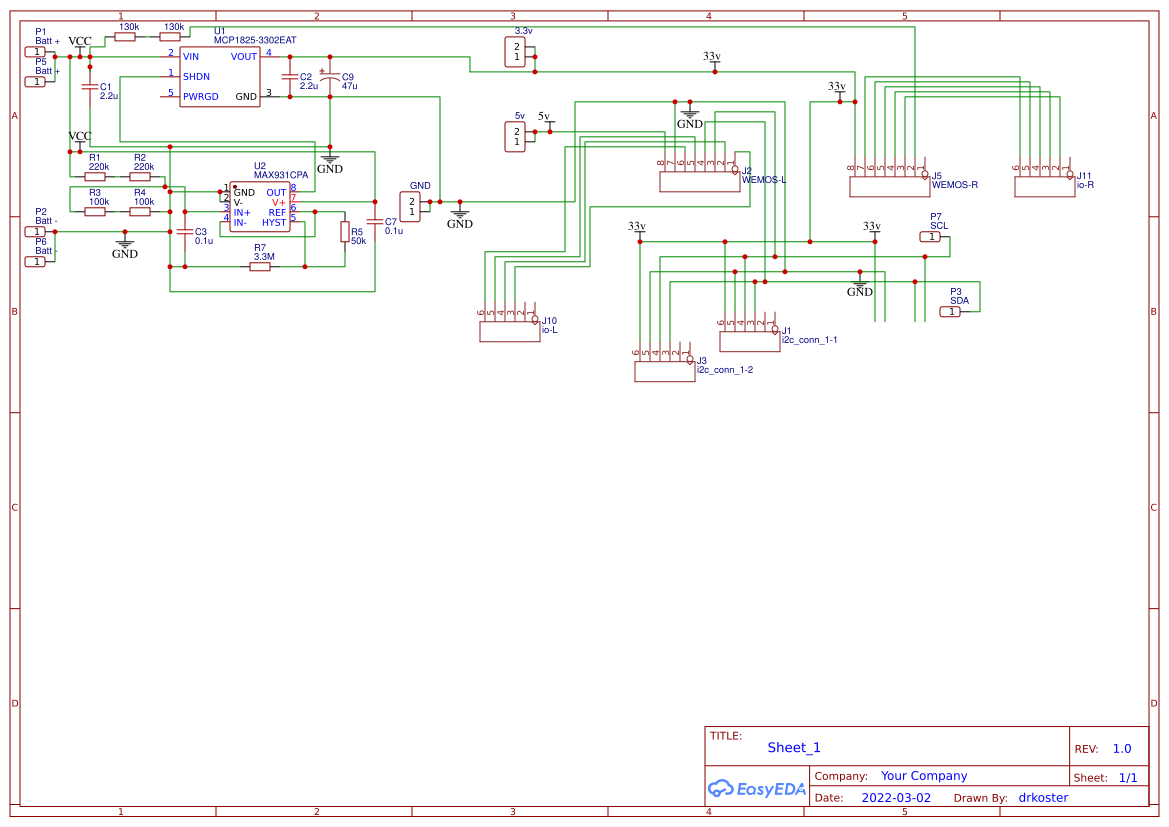 1 2 3 4 5
A
B
C
D
A
B
C
D
P1
Batt +
1
P5
Batt +
1
VCC
130k 130k
U1
MCP1825-3302EAT
2 VIN VOUT 4
1 SHDN
5 PWRGD GND 3
C1
2.2u
C2
2.2u
C9
47u
+
GND
VCC
R1
220k
R2
220k
R3
100k
R4
100k
U2
MAX931CPA
1 GND OUT 8
2 V- V+ 7
3 IN+ REF 6
4 IN- HYST 5
P2
Batt -
1
P6
Batt -
1
GND
C3
0.1u
R7
3.3M
R5
50k
C7
0.1u
GND
2
1
GND
3.3v
2
1
5v
2
1
5v
33v
GND
8 7 6 5 4 3 2 1
J2
WEMOS-L
33v
8 7 6 5 4 3 2 1
J5
WEMOS-R
6 5 4 3 2 1
J11
io-R
6 5 4 3 2 1
J10
io-L
33v
33v
P7
SCL
1
GND
P3
SDA
1
6 5 4 3 2 1
J1
i2c_conn_1-1
6 5 4 3 2 1
J3
i2c_conn_1-2
TITLE:
Sheet_1
REV: 1.0
EasyEDA
Company: Your Company
Sheet: 1/1
Date: 2022-03-02 Drawn By: drkoster
1 2 3 4 5